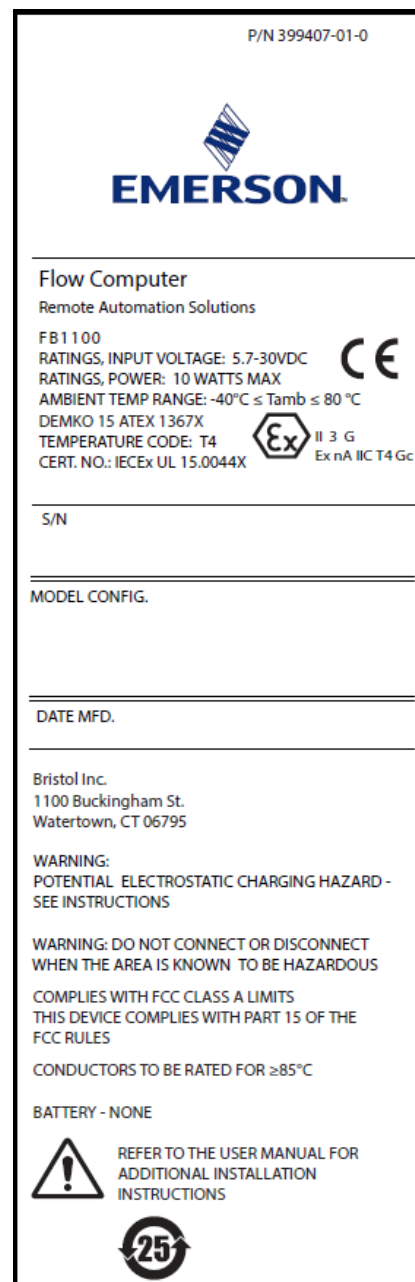 P/N 399407-01-0
EMERSON
Flow Computer
Remote Automation Solutions
FB1100
RATINGS, INPUT VOLTAGE: 5.7-30VDC
RATINGS, POWER: 10 WATTS MAX
AMBIENT TEMP RANGE: -40°C ≤ Tamb ≤ 80 °C
DEMKO 15 ATEX 1367X
TEMPERATURE CODE: T4
CERT. NO.: IECEx UL 15.0044X
CE
Ex
II 3 G
Ex nA IIC T4 Gc
S/N
MODEL CONFIG.
DATE MFD.
Bristol Inc.
1100 Buckingham St.
Watertown, CT 06795
WARNING:
POTENTIAL ELECTROSTATIC CHARGING HAZARD -
SEE INSTRUCTIONS
WARNING: DO NOT CONNECT OR DISCONNECT
WHEN THE AREA IS KNOWN TO BE HAZARDOUS
COMPLIES WITH FCC CLASS A LIMITS
THIS DEVICE COMPLIES WITH PART 15 OF THE
FCC RULES
CONDUCTORS TO BE RATED FOR ≥85°C
BATTERY - NONE
REFER TO THE USER MANUAL FOR
ADDITIONAL INSTALLATION
INSTRUCTIONS
25